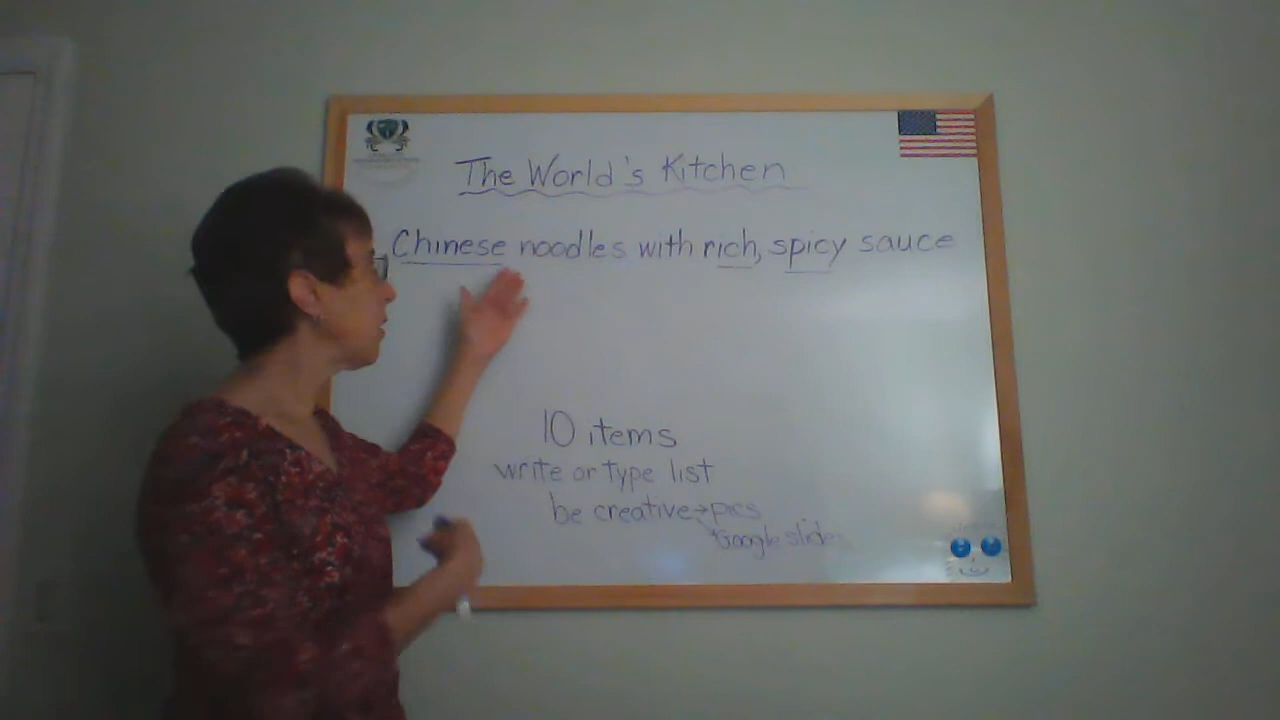 The World's Kitchen
Chinese noodles with rich, spicy sauce
10 items
write or type list
be creative → pics
Google slides